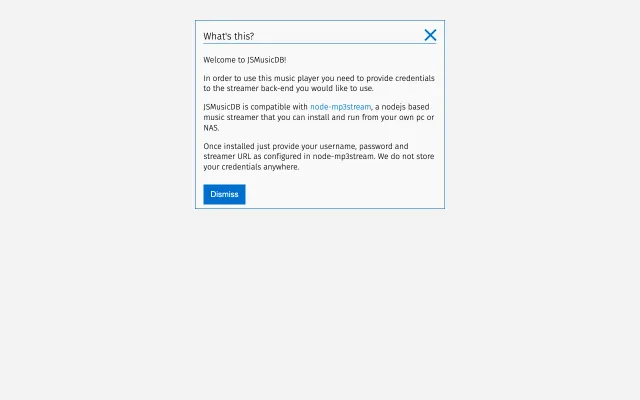 What's this?
Welcome to JSMusicDB!
In order to use this music player you need to provide credentials
to the streamer back-end you would like to use.
JSMusicDB is compatible with node-mp3stream, a nodejs based
music streamer that you can install and run from your own pc or
NAS.
Once installed just provide your username, password and
streamer URL as configured in node-mp3stream. We do not store
your credentials anywhere.
Dismiss